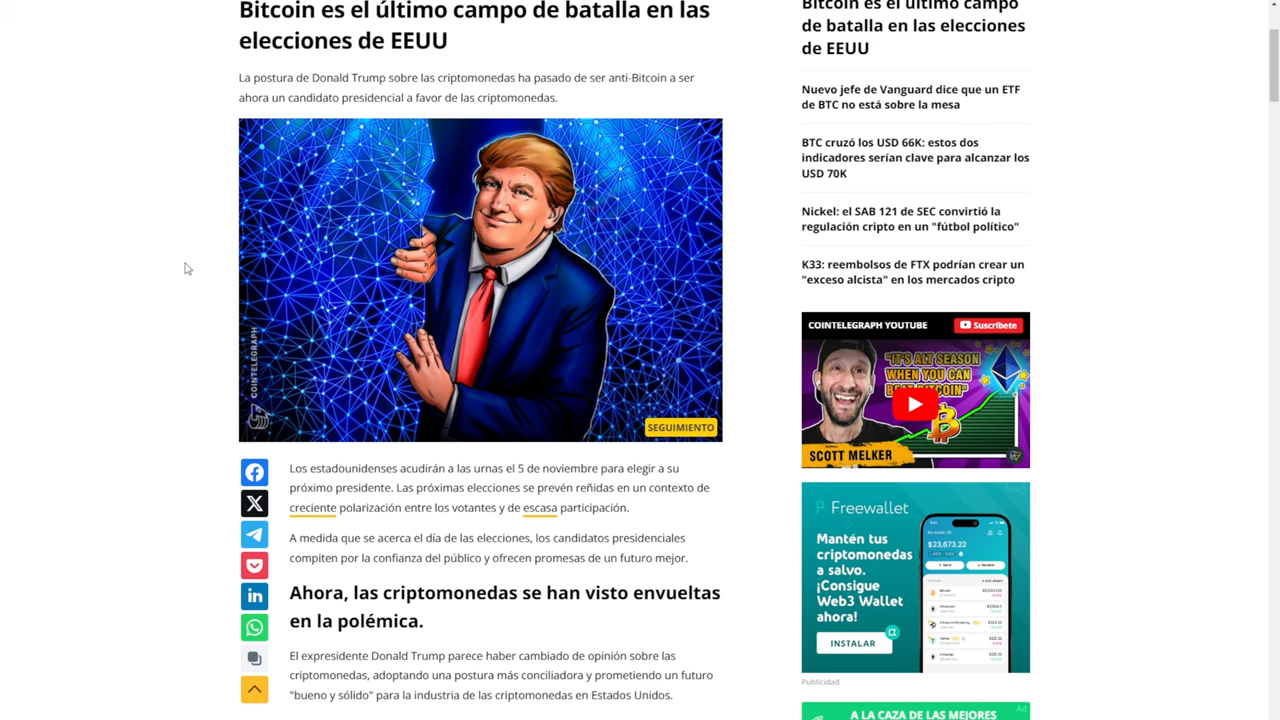 Bitcoin es el último campo de batalla en las
elecciones de EEUU
La postura de Donald Trump sobre las criptomonedas ha pasado de ser anti-Bitcoin a ser
ahora un candidato presidencial a favor de las criptomonedas.
COINTELEGRAPH
SEGUIMIENTO
Los estadounidenses acudirán a las urnas el 5 de noviembre para elegir a su
próximo presidente. Las próximas elecciones se prevén reñidas en un contexto de
creciente polarización entre los votantes y de escasa participación.
A medida que se acerca el día de las elecciones, los candidatos presidenciales
compiten por la confianza del público y ofrecen promesas de un futuro mejor.
Ahora, las criptomonedas se han visto envueltas
en la polémica.
expresidente Donald Trump parece haber cambiado de opinión sobre las
criptomonedas, adoptando una postura más conciliadora y prometiendo un futuro
"bueno y sólido" para la industria de las criptomonedas en Estados Unidos.
Bitcoin es el último campo
de batalla en las elecciones
de EEUU
Nuevo jefe de Vanguard dice que un ETF
de BTC no está sobre la mesa
BTC cruzó los USD 66K: estos dos
indicadores serían clave para alcanzar los
USD 70K
Nickel: el SAB 121 de SEC convirtió la
regulación cripto en un "fútbol político"
K33: reembolsos de FTX podrían crear un
"exceso alcista" en los mercados cripto
COINTELEGRAPH YOUTUBE
Suscríbete
"IT'S ALT SEASON
WHEN YOU CAN
BEAT BITCOIN"
SCOTT MELKER
Freewallet
Mantén tus
criptomonedas
a salvo.
¡Consigue
Web3 Wallet
ahora!
INSTALAR
$23,673.22
Publicidad
Ad
A LA CAZA DE LAS MEJORES